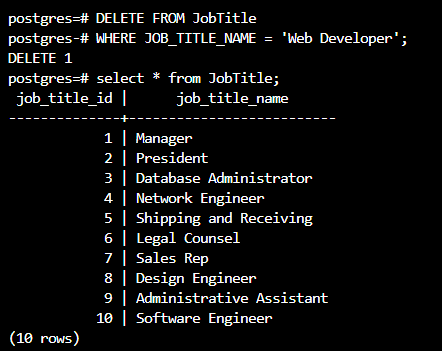 postgres=# DELETE FROM JobTitle
postgres-# WHERE JOB_TITLE_NAME = 'Web Developer';
DELETE 1
postgres=# select * from JobTitle;
 job_title_id |     job_title_name
--------------+-------------------------
            1 | Manager
            2 | President
            3 | Database Administrator
            4 | Network Engineer
            5 | Shipping and Receiving
            6 | Legal Counsel
            7 | Sales Rep
            8 | Design Engineer
            9 | Administrative Assistant
           10 | Software Engineer
(10 rows)